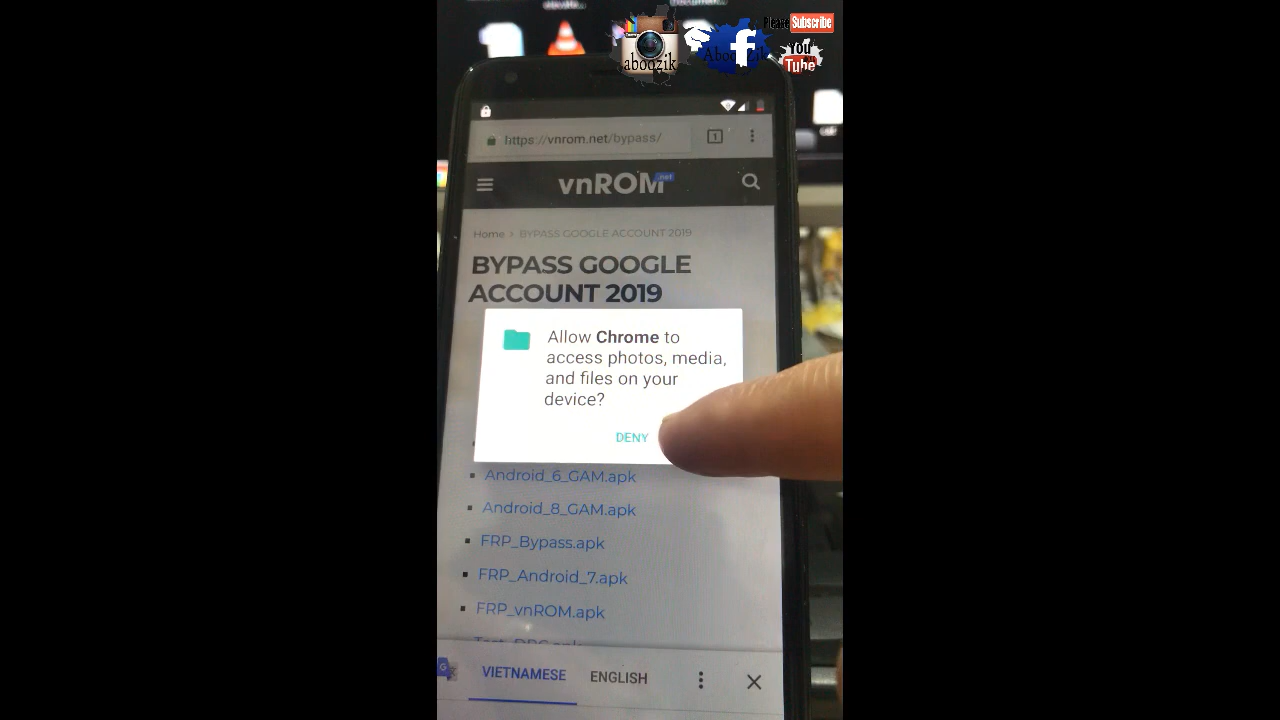 Please Subscribe
aboozik
Aboozik
f
You
Tube
https://vnrom.net/bypass/
1
vnROM.net
Home > BYPASS GOOGLE ACCOUNT 2019
BYPASS GOOGLE
ACCOUNT 2019
Allow Chrome to
access photos, media,
and files on your
device?
DENY
Android_6_GAM.apk
Android_8_GAM.apk
FRP_Bypass.apk
FRP_Android_7.apk
FRP_vnROM.apk
VIETNAMESE
ENGLISH